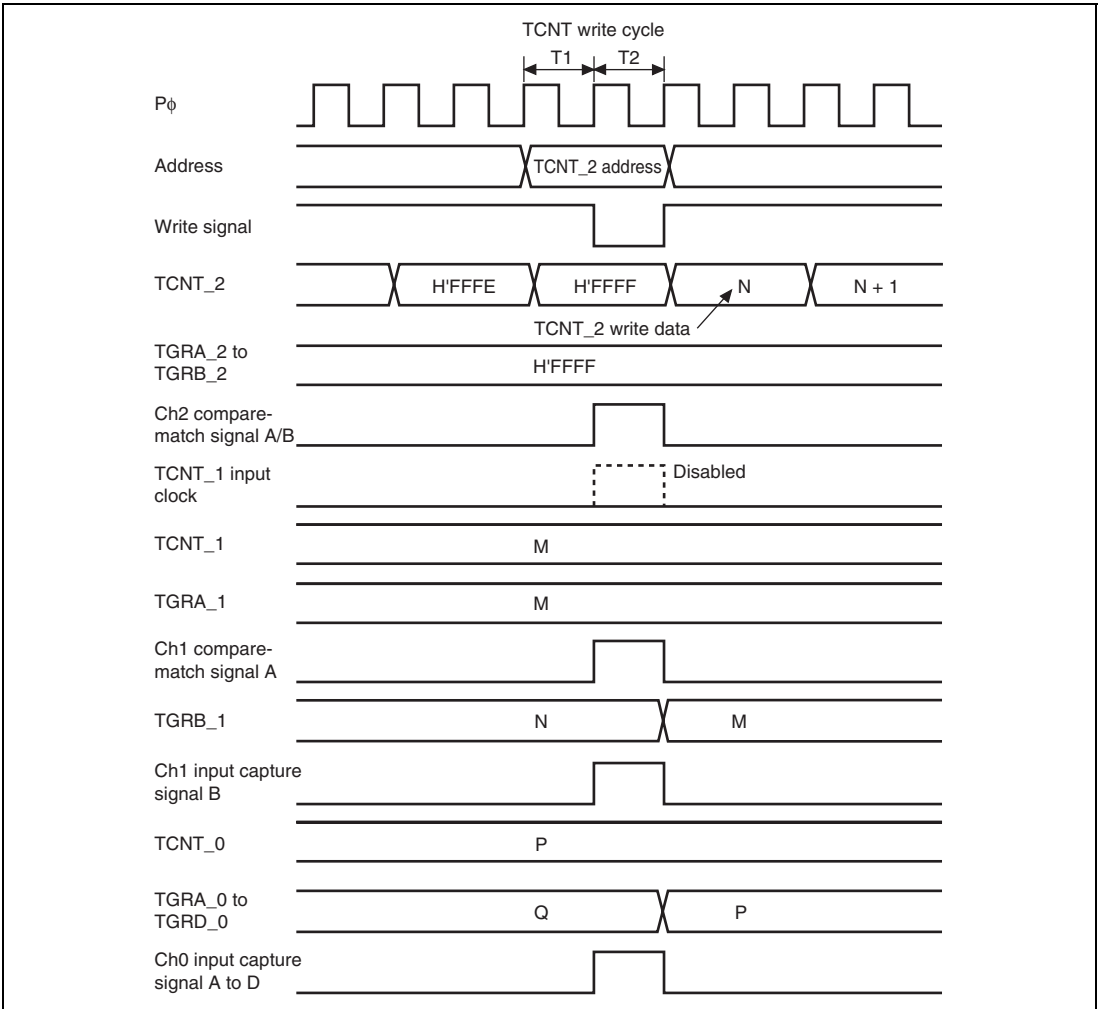 TCNT write cycle
T1 T2
Pφ
Address
TCNT_2 address
Write signal
TCNT_2
H'FFFE
H'FFFF
N
N + 1
TCNT_2 write data
TGRA_2 to
TGRB_2
H'FFFF
Ch2 compare-
match signal A/B
TCNT_1 input
clock
Disabled
TCNT_1
M
TGRA_1
M
Ch1 compare-
match signal A
TGRB_1
N
M
Ch1 input capture
signal B
TCNT_0
P
TGRA_0 to
TGRD_0
Q
P
Ch0 input capture
signal A to D